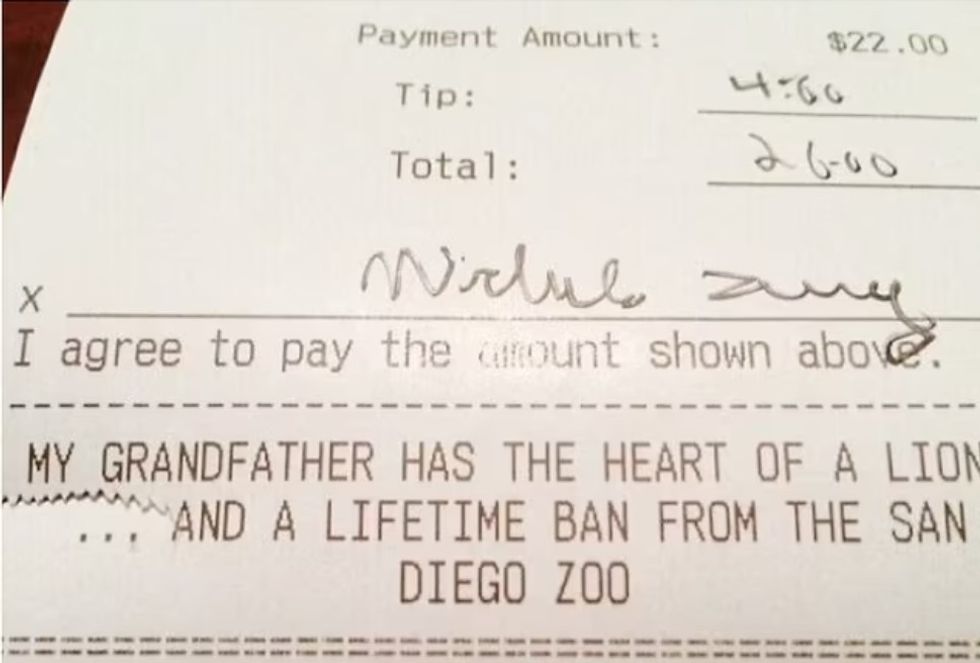 Payment Amount: $22.00
Tip: 4.00
Total: 26.00
X
I agree to pay the amount shown above.
MY GRANDFATHER HAS THE HEART OF A LION
... AND A LIFETIME BAN FROM THE SAN
DIEGO ZOO